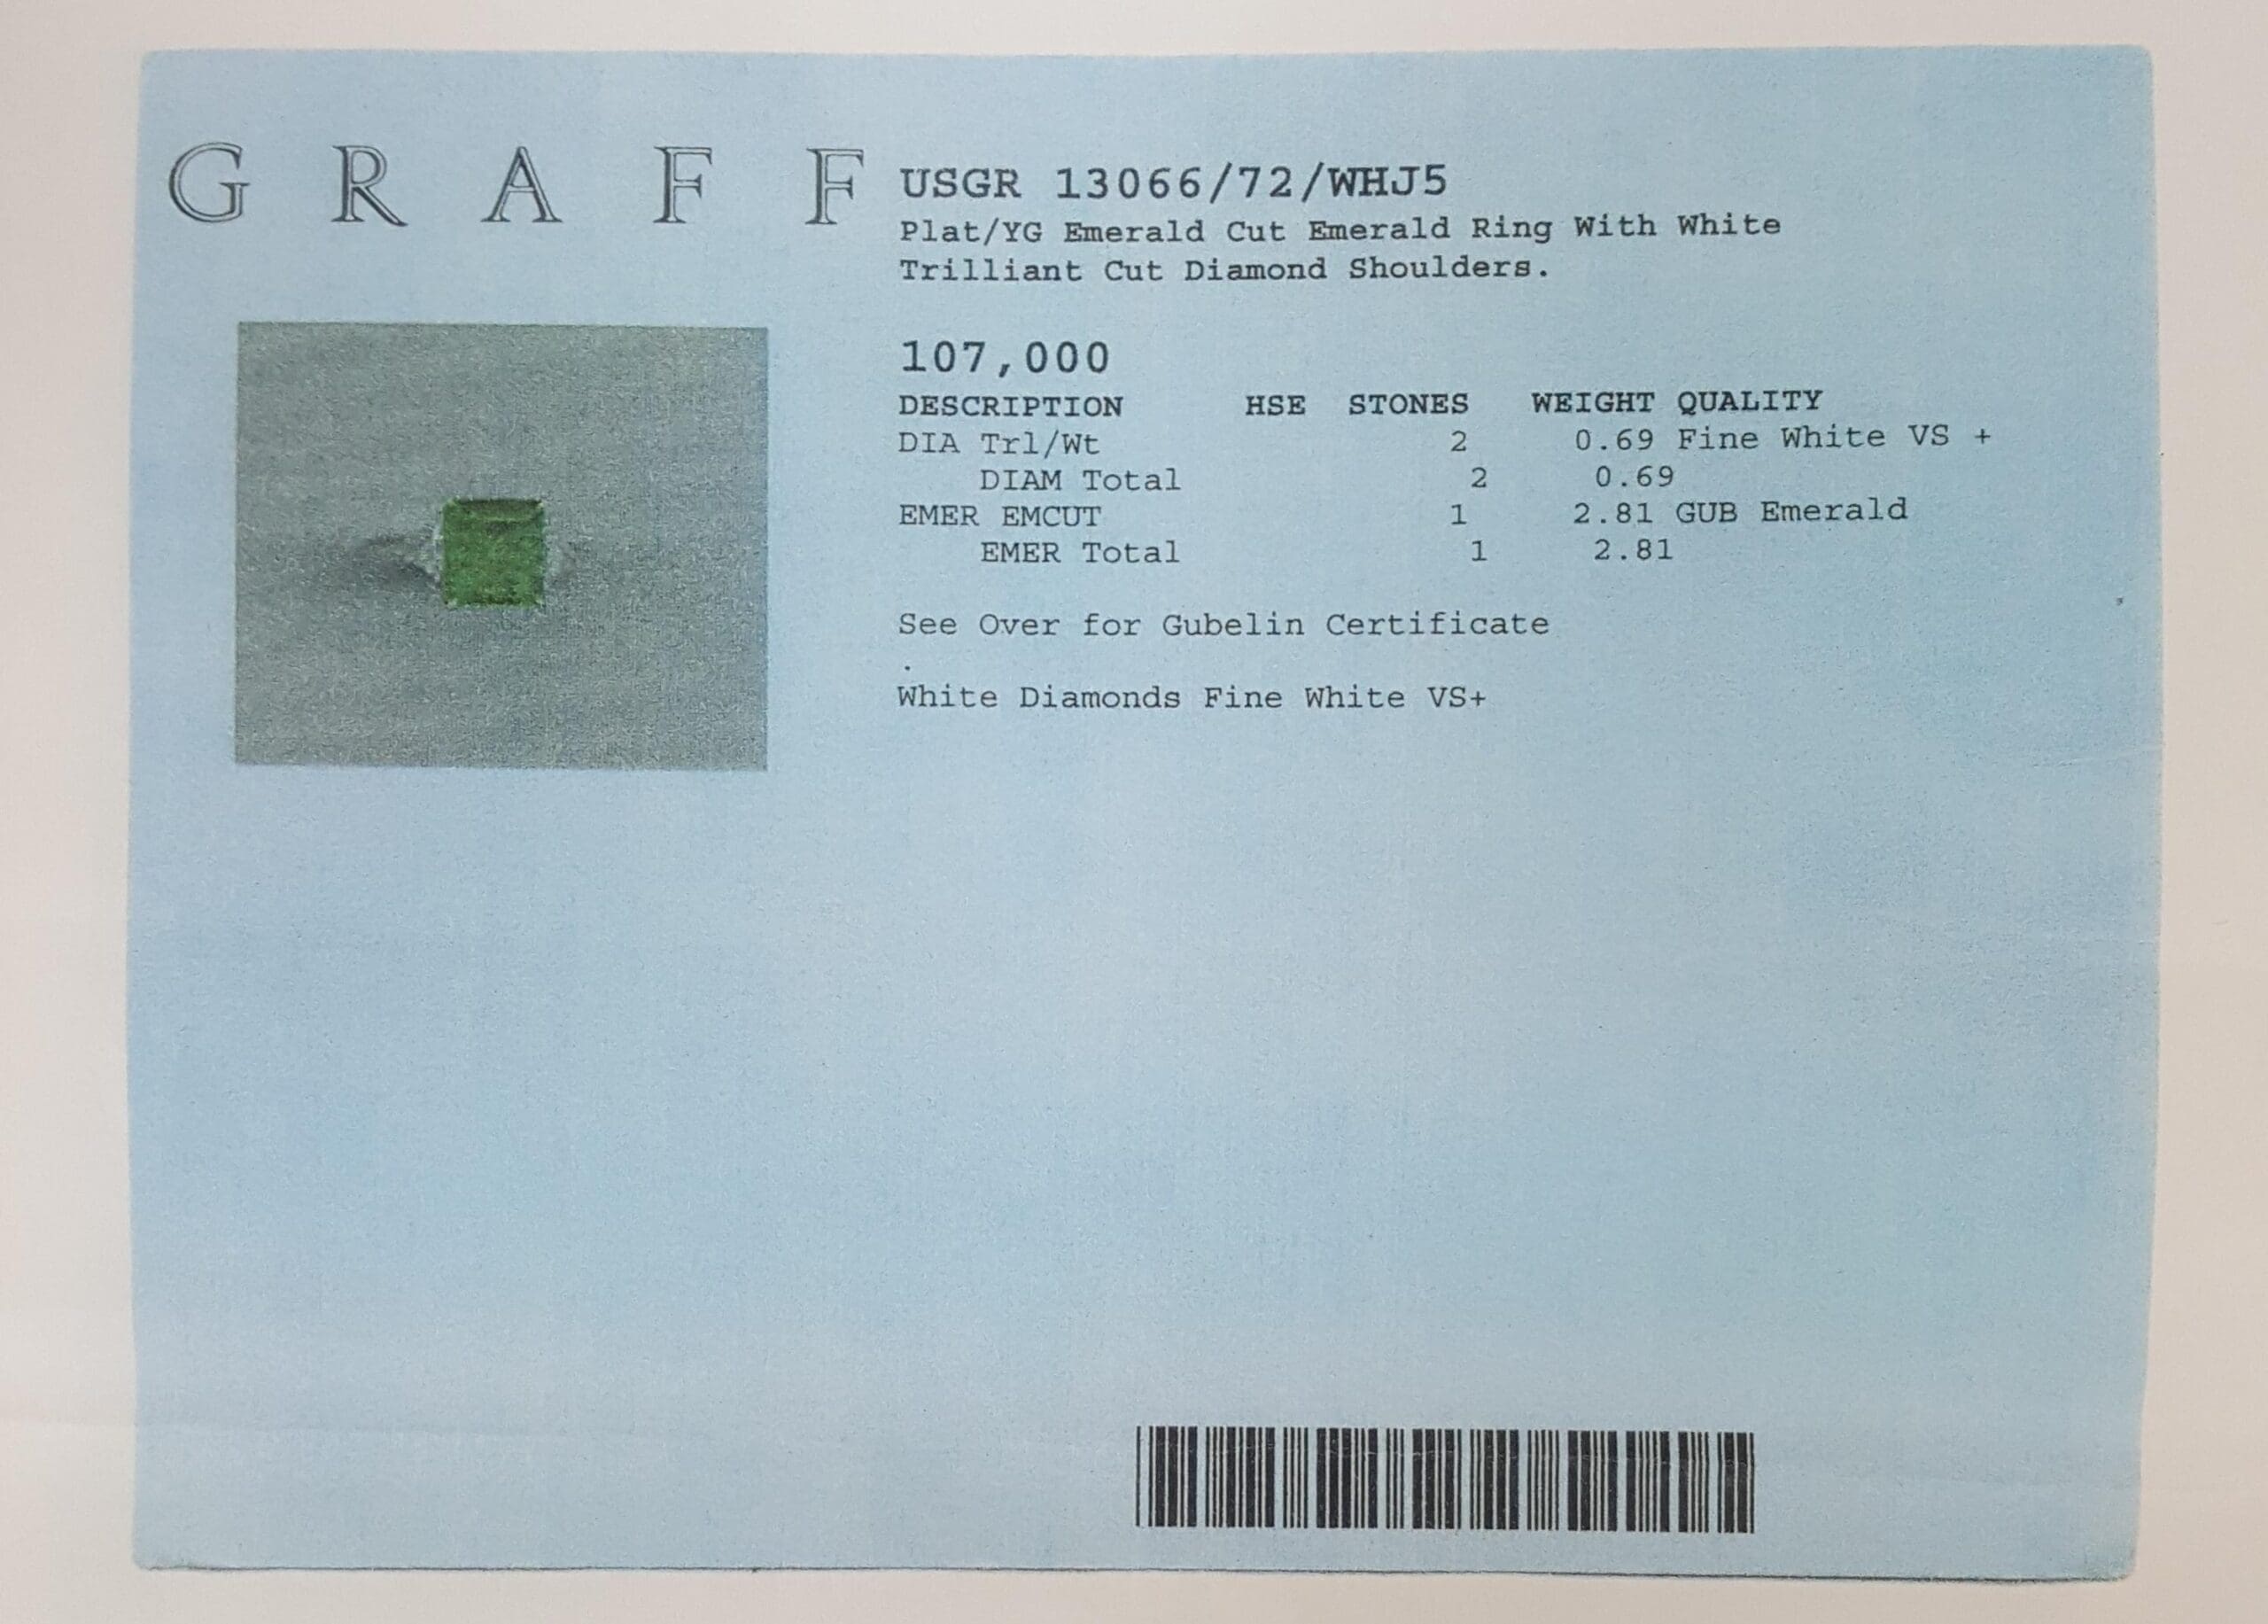 G R A F F
USGR 13066/72/WHJ5
Plat/YG Emerald Cut Emerald Ring With White
Trilliant Cut Diamond Shoulders.
107,000
DESCRIPTION HSE STONES WEIGHT QUALITY
DIA Trl/Wt 2 0.69 Fine White VS +
DIAM Total 2 0.69
EMER EMCUT 1 2.81 GUB Emerald
EMER Total 1 2.81
See Over for Gubelin Certificate
.
White Diamonds Fine White VS+